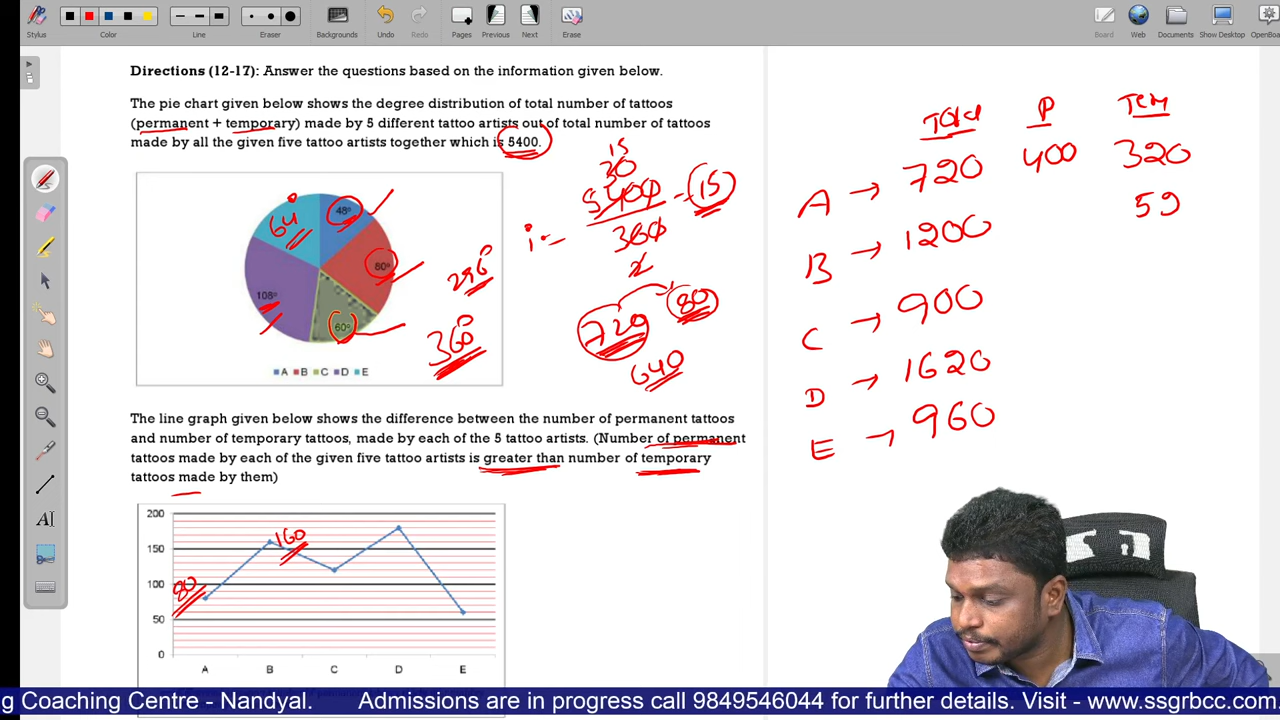 Stylus
Color
Line
Eraser
Backgrounds
Undo
Redo
Pages
Previous
Next
Erase
Board
Web
Documents
Show Desktop
OpenBoa
Directions (12-17): Answer the questions based on the information given below.
The pie chart given below shows the degree distribution of total number of tattoos
(permanent + temporary) made by 5 different tattoo artists out of total number of tattoos
made by all the given five tattoo artists together which is 5400.
48°
80°
60°
108°
64°
A B C D E
296°
360°
15
30
i :- 5400 = 15
360
2
720
80
640
Total P Tem
A → 720 400 320
59
B → 1200
C → 900
D → 1620
E → 960
The line graph given below shows the difference between the number of permanent tattoos
and number of temporary tattoos, made by each of the 5 tattoo artists. (Number of permanent
tattoos made by each of the given five tattoo artists is greater than number of temporary
tattoos made by them)
200
150
100
50
0
80
160
A B C D E
g Coaching Centre - Nandyal. Admissions are in progress call 9849546044 for further details. Visit - www.ssgrbcc.com